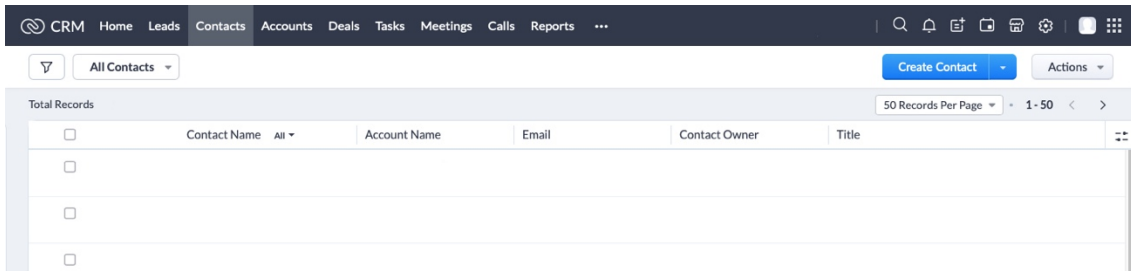 CRM Home Leads Contacts Accounts Deals Tasks Meetings Calls Reports ...
All Contacts Create Contact Actions
Total Records 50 Records Per Page 1 - 50
Contact Name All Account Name Email Contact Owner Title